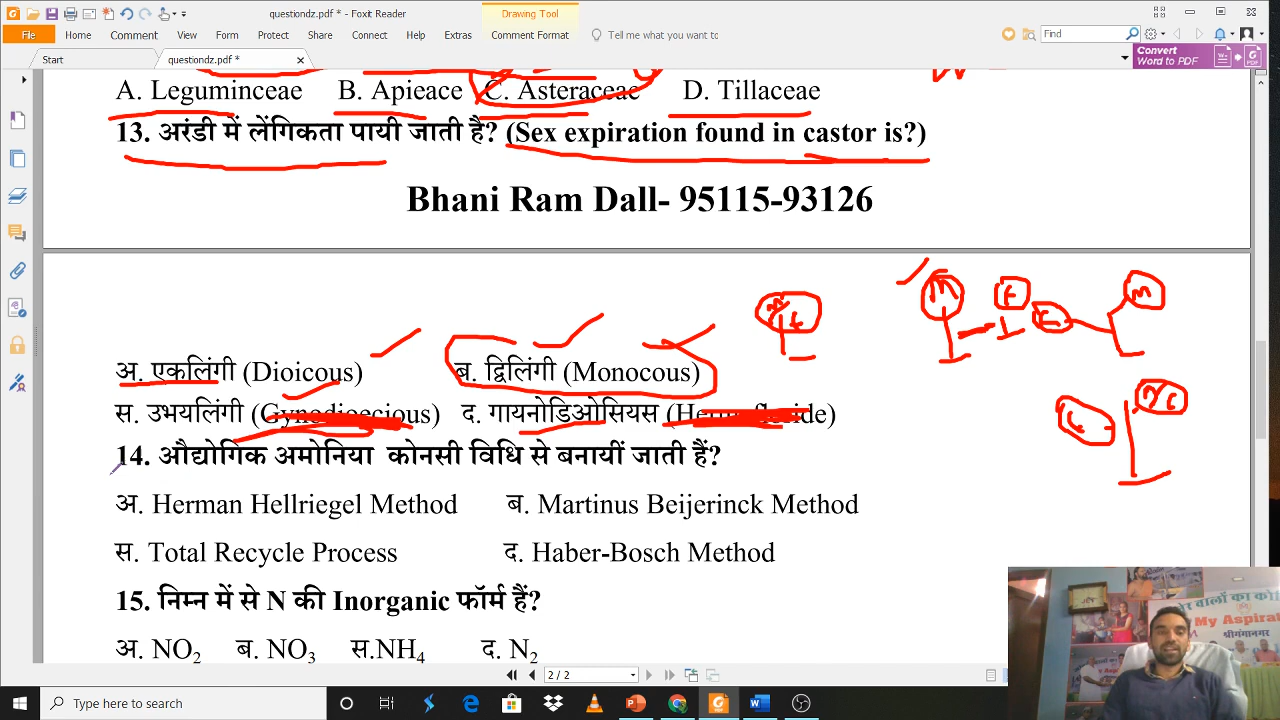 questiondz.pdf * - Foxit Reader
Drawing Tool
File Home Comment View Form Protect Share Connect Help Extras Comment Format Tell me what you want to Find
Start questiondz.pdf * Convert Word to PDF
A. Leguminceae B. Apieace C. Asteraceae D. Tillaceae
13. अरंडी में लेंगिकता पायी जाती है? (Sex expiration found in castor is?)
Bhani Ram Dall- 95115-93126
अ. एकलिंगी (Dioicous) ब. द्विलिंगी (Monocous)
स. उभयलिंगी (Gynodioecious) द. गायनोडिओसियस
14. औद्योगिक अमोनिया कोनसी विधि से बनायीं जाती हैं?
अ. Herman Hellriegel Method ब. Martinus Beijerinck Method
स. Total Recycle Process द. Haber-Bosch Method
15. निम्न में से N की Inorganic फॉर्म हैं?
अ. NO2 ब. NO3 स.NH4 द. N2
My Aspirat
श्रीगंगानगर
2 / 2
Type here to search